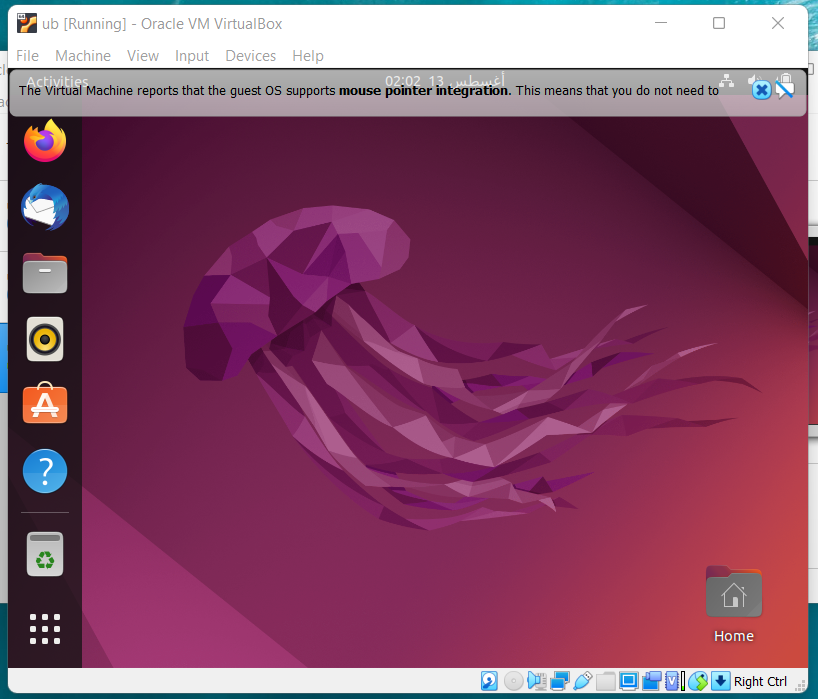 ub [Running] - Oracle VM VirtualBox
File Machine View Input Devices Help
Activities
02:02 13 أغسطس
The Virtual Machine reports that the guest OS supports mouse pointer integration. This means that you do not need to
Home
Right Ctrl